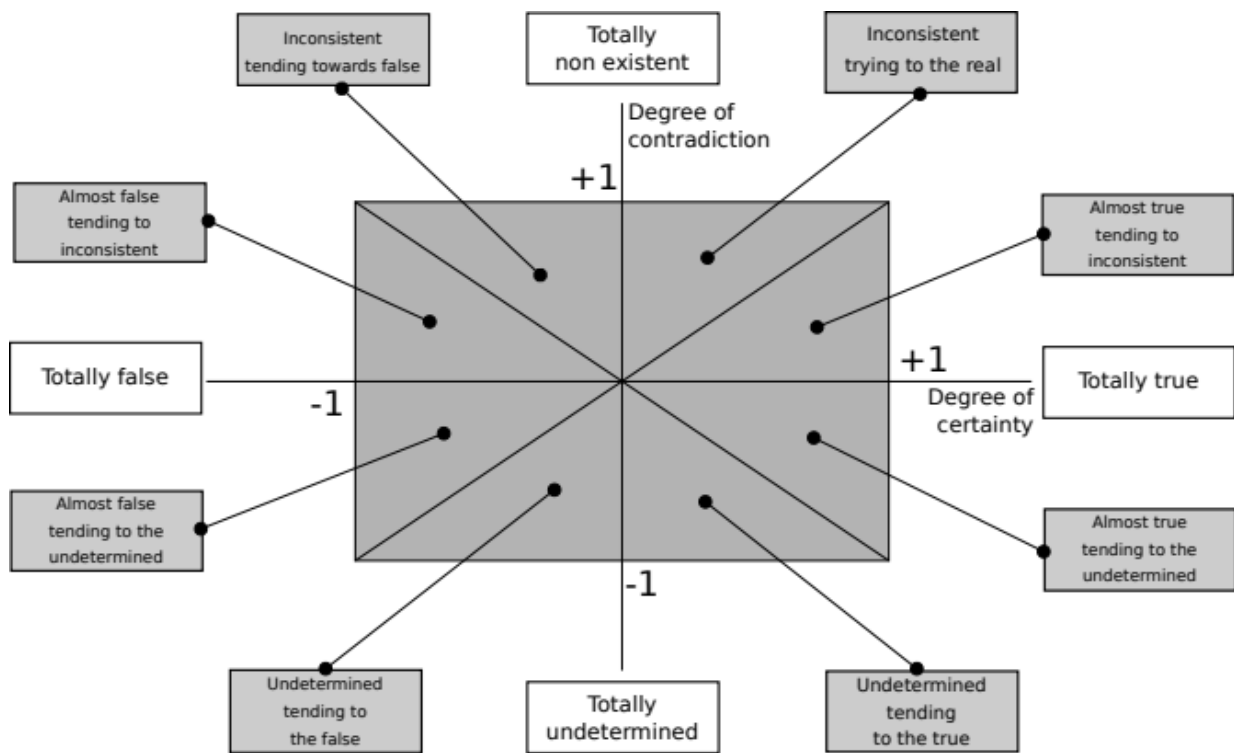 Inconsistent
tending towards false
Totally
non existent
Inconsistent
trying to the real
Degree of
contradiction
+1
Almost false
tending to
inconsistent
Almost true
tending to
inconsistent
Totally false
-1
+1
Degree of
certainty
Totally true
Almost false
tending to the
undetermined
Almost true
tending to the
undetermined
-1
Undetermined
tending to
the false
Totally
undetermined
Undetermined
tending
to the true